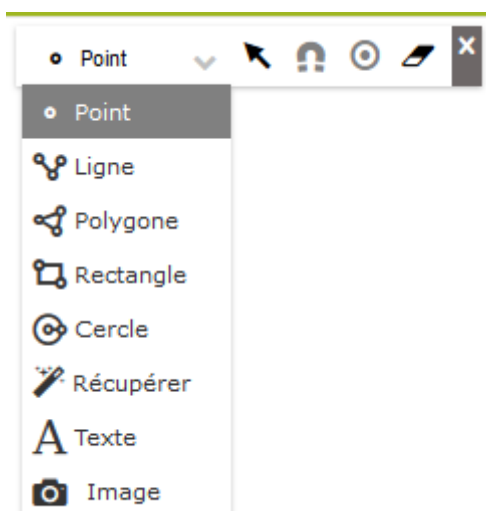 Point
Point
Ligne
Polygone
Rectangle
Cercle
Récupérer
Texte
Image